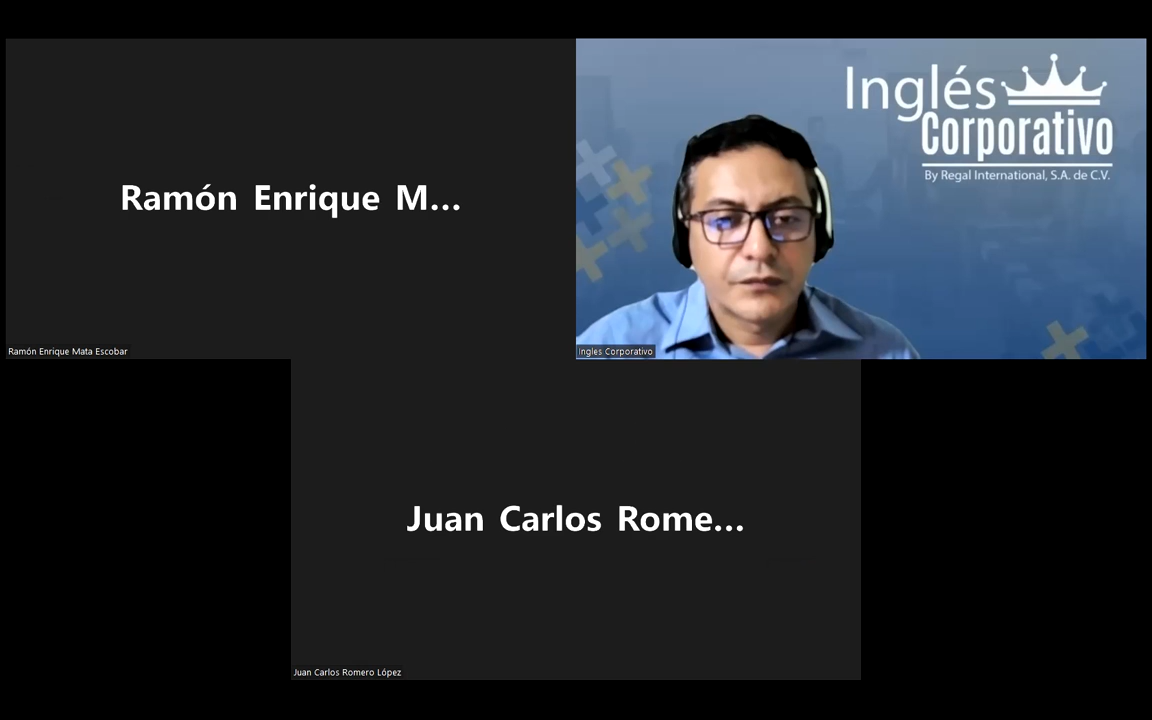 Ramón Enrique M...
Ramón Enrique Mata Escobar
Inglés
Corporativo
By Regal International, S.A. de C.V.
Ingles Corporativo
Juan Carlos Rome...
Juan Carlos Romero López